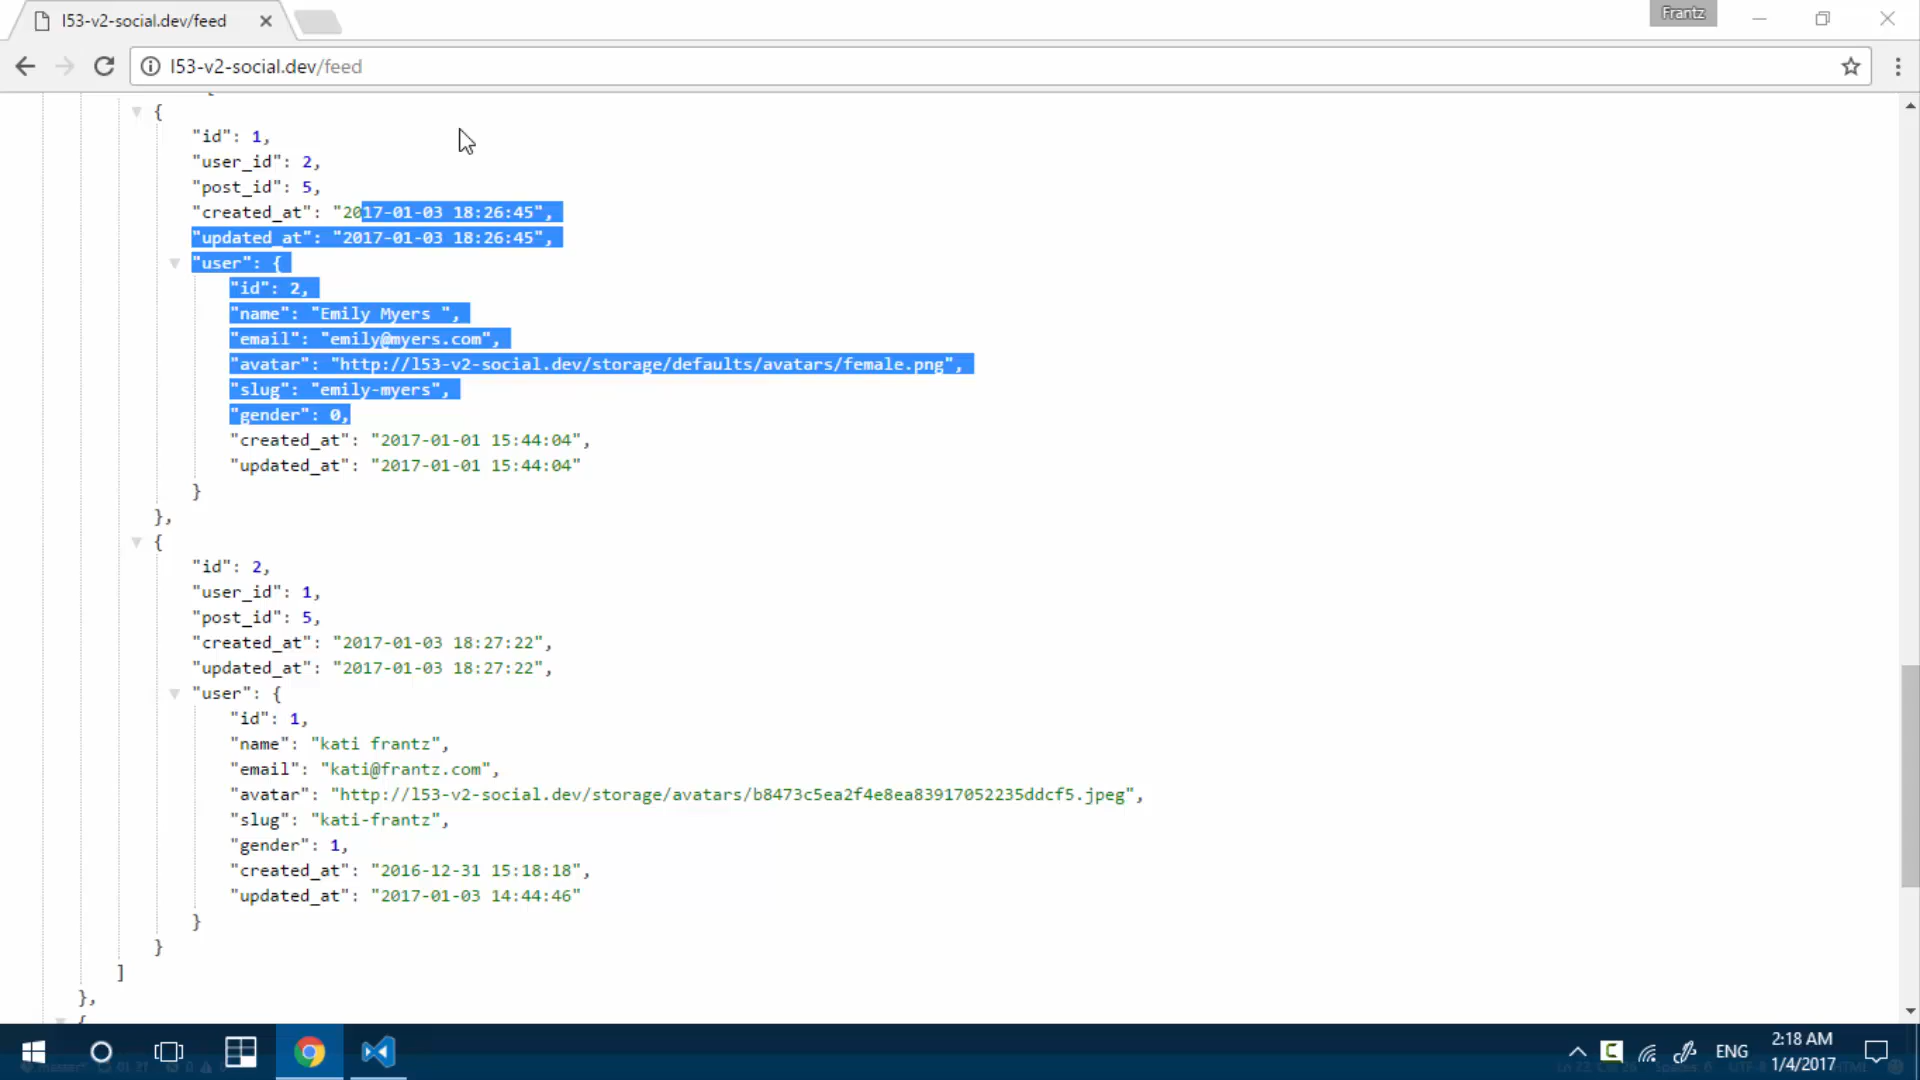 l53-v2-social.dev/feed
Frantz
l53-v2-social.dev/feed
{
"id": 1,
"user_id": 2,
"post_id": 5,
"created_at": "2017-01-03 18:26:45",
"updated_at": "2017-01-03 18:26:45",
"user": {
"id": 2,
"name": "Emily Myers ",
"email": "emily@myers.com",
"avatar": "http://l53-v2-social.dev/storage/defaults/avatars/female.png",
"slug": "emily-myers",
"gender": 0,
"created_at": "2017-01-01 15:44:04",
"updated_at": "2017-01-01 15:44:04"
}
},
{
"id": 2,
"user_id": 1,
"post_id": 5,
"created_at": "2017-01-03 18:27:22",
"updated_at": "2017-01-03 18:27:22",
"user": {
"id": 1,
"name": "kati frantz",
"email": "kati@frantz.com",
"avatar": "http://l53-v2-social.dev/storage/avatars/b8473c5ea2f4e8ea83917052235ddcf5.jpeg",
"slug": "kati-frantz",
"gender": 1,
"created_at": "2016-12-31 15:18:18",
"updated_at": "2017-01-03 14:44:46"
}
}
]
},
{
ENG
2:18 AM
1/4/2017